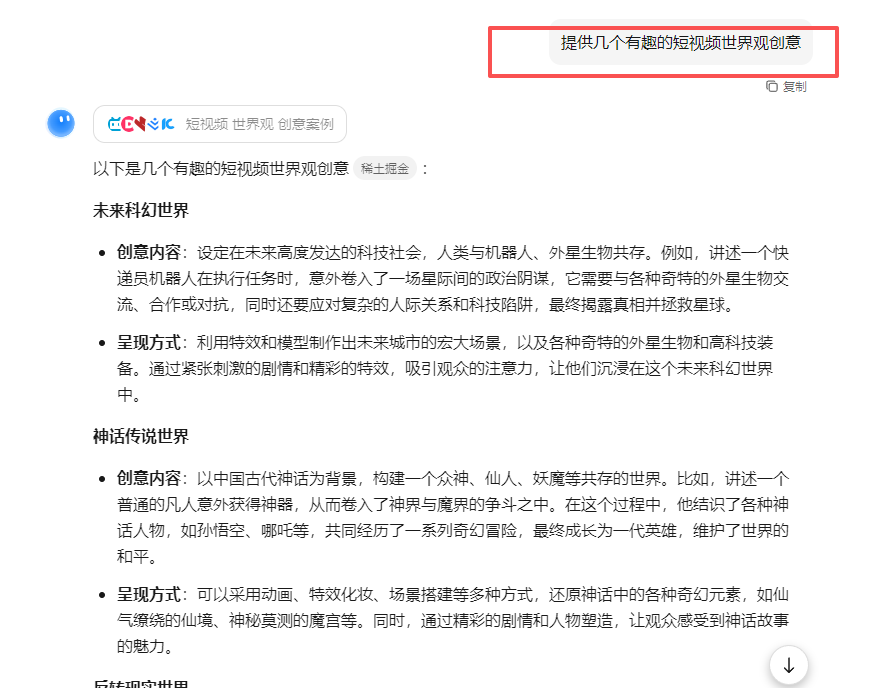 提供几个有趣的短视频世界观创意
复制
短视频 世界观 创意案例
以下是几个有趣的短视频世界观创意 稀土掘金 :
未来科幻世界
• 创意内容：设定在未来高度发达的科技社会，人类与机器人、外星生物共存。例如，讲述一个快
递员机器人在执行任务时，意外卷入了一场星际间的政治阴谋，它需要与各种奇特的外星生物交
流、合作或对抗，同时还要应对复杂的人际关系和科技陷阱，最终揭露真相并拯救星球。
• 呈现方式：利用特效和模型制作出未来城市的宏大场景，以及各种奇特的外星生物和高科技装
备。通过紧张刺激的剧情和精彩的特效，吸引观众的注意力，让他们沉浸在这个未来科幻世界
中。
神话传说世界
• 创意内容：以中国古代神话为背景，构建一个众神、仙人、妖魔等共存的世界。比如，讲述一个
普通的凡人意外获得神器，从而卷入了神界与魔界的争斗之中。在这个过程中，他结识了各种神
话人物，如孙悟空、哪吒等，共同经历了一系列奇幻冒险，最终成长为一代英雄，维护了世界的
和平。
• 呈现方式：可以采用动画、特效化妆、场景搭建等多种方式，还原神话中的各种奇幻元素，如仙
气缭绕的仙境、神秘莫测的魔宫等。同时，通过精彩的剧情和人物塑造，让观众感受到神话故事
的魅力。
反转现实世界